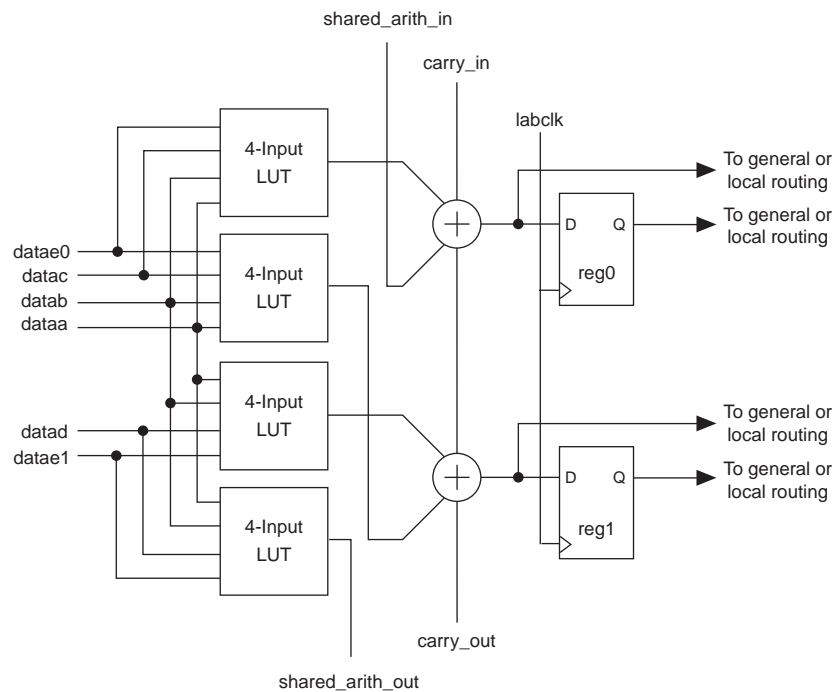 shared_arith_in
carry_in
labclk
4-Input
LUT
To general or
local routing
D Q
reg0
To general or
local routing
datae0
datac
datab
dataa
4-Input
LUT
4-Input
LUT
To general or
local routing
datad
datae1
D Q
reg1
To general or
local routing
4-Input
LUT
carry_out
shared_arith_out